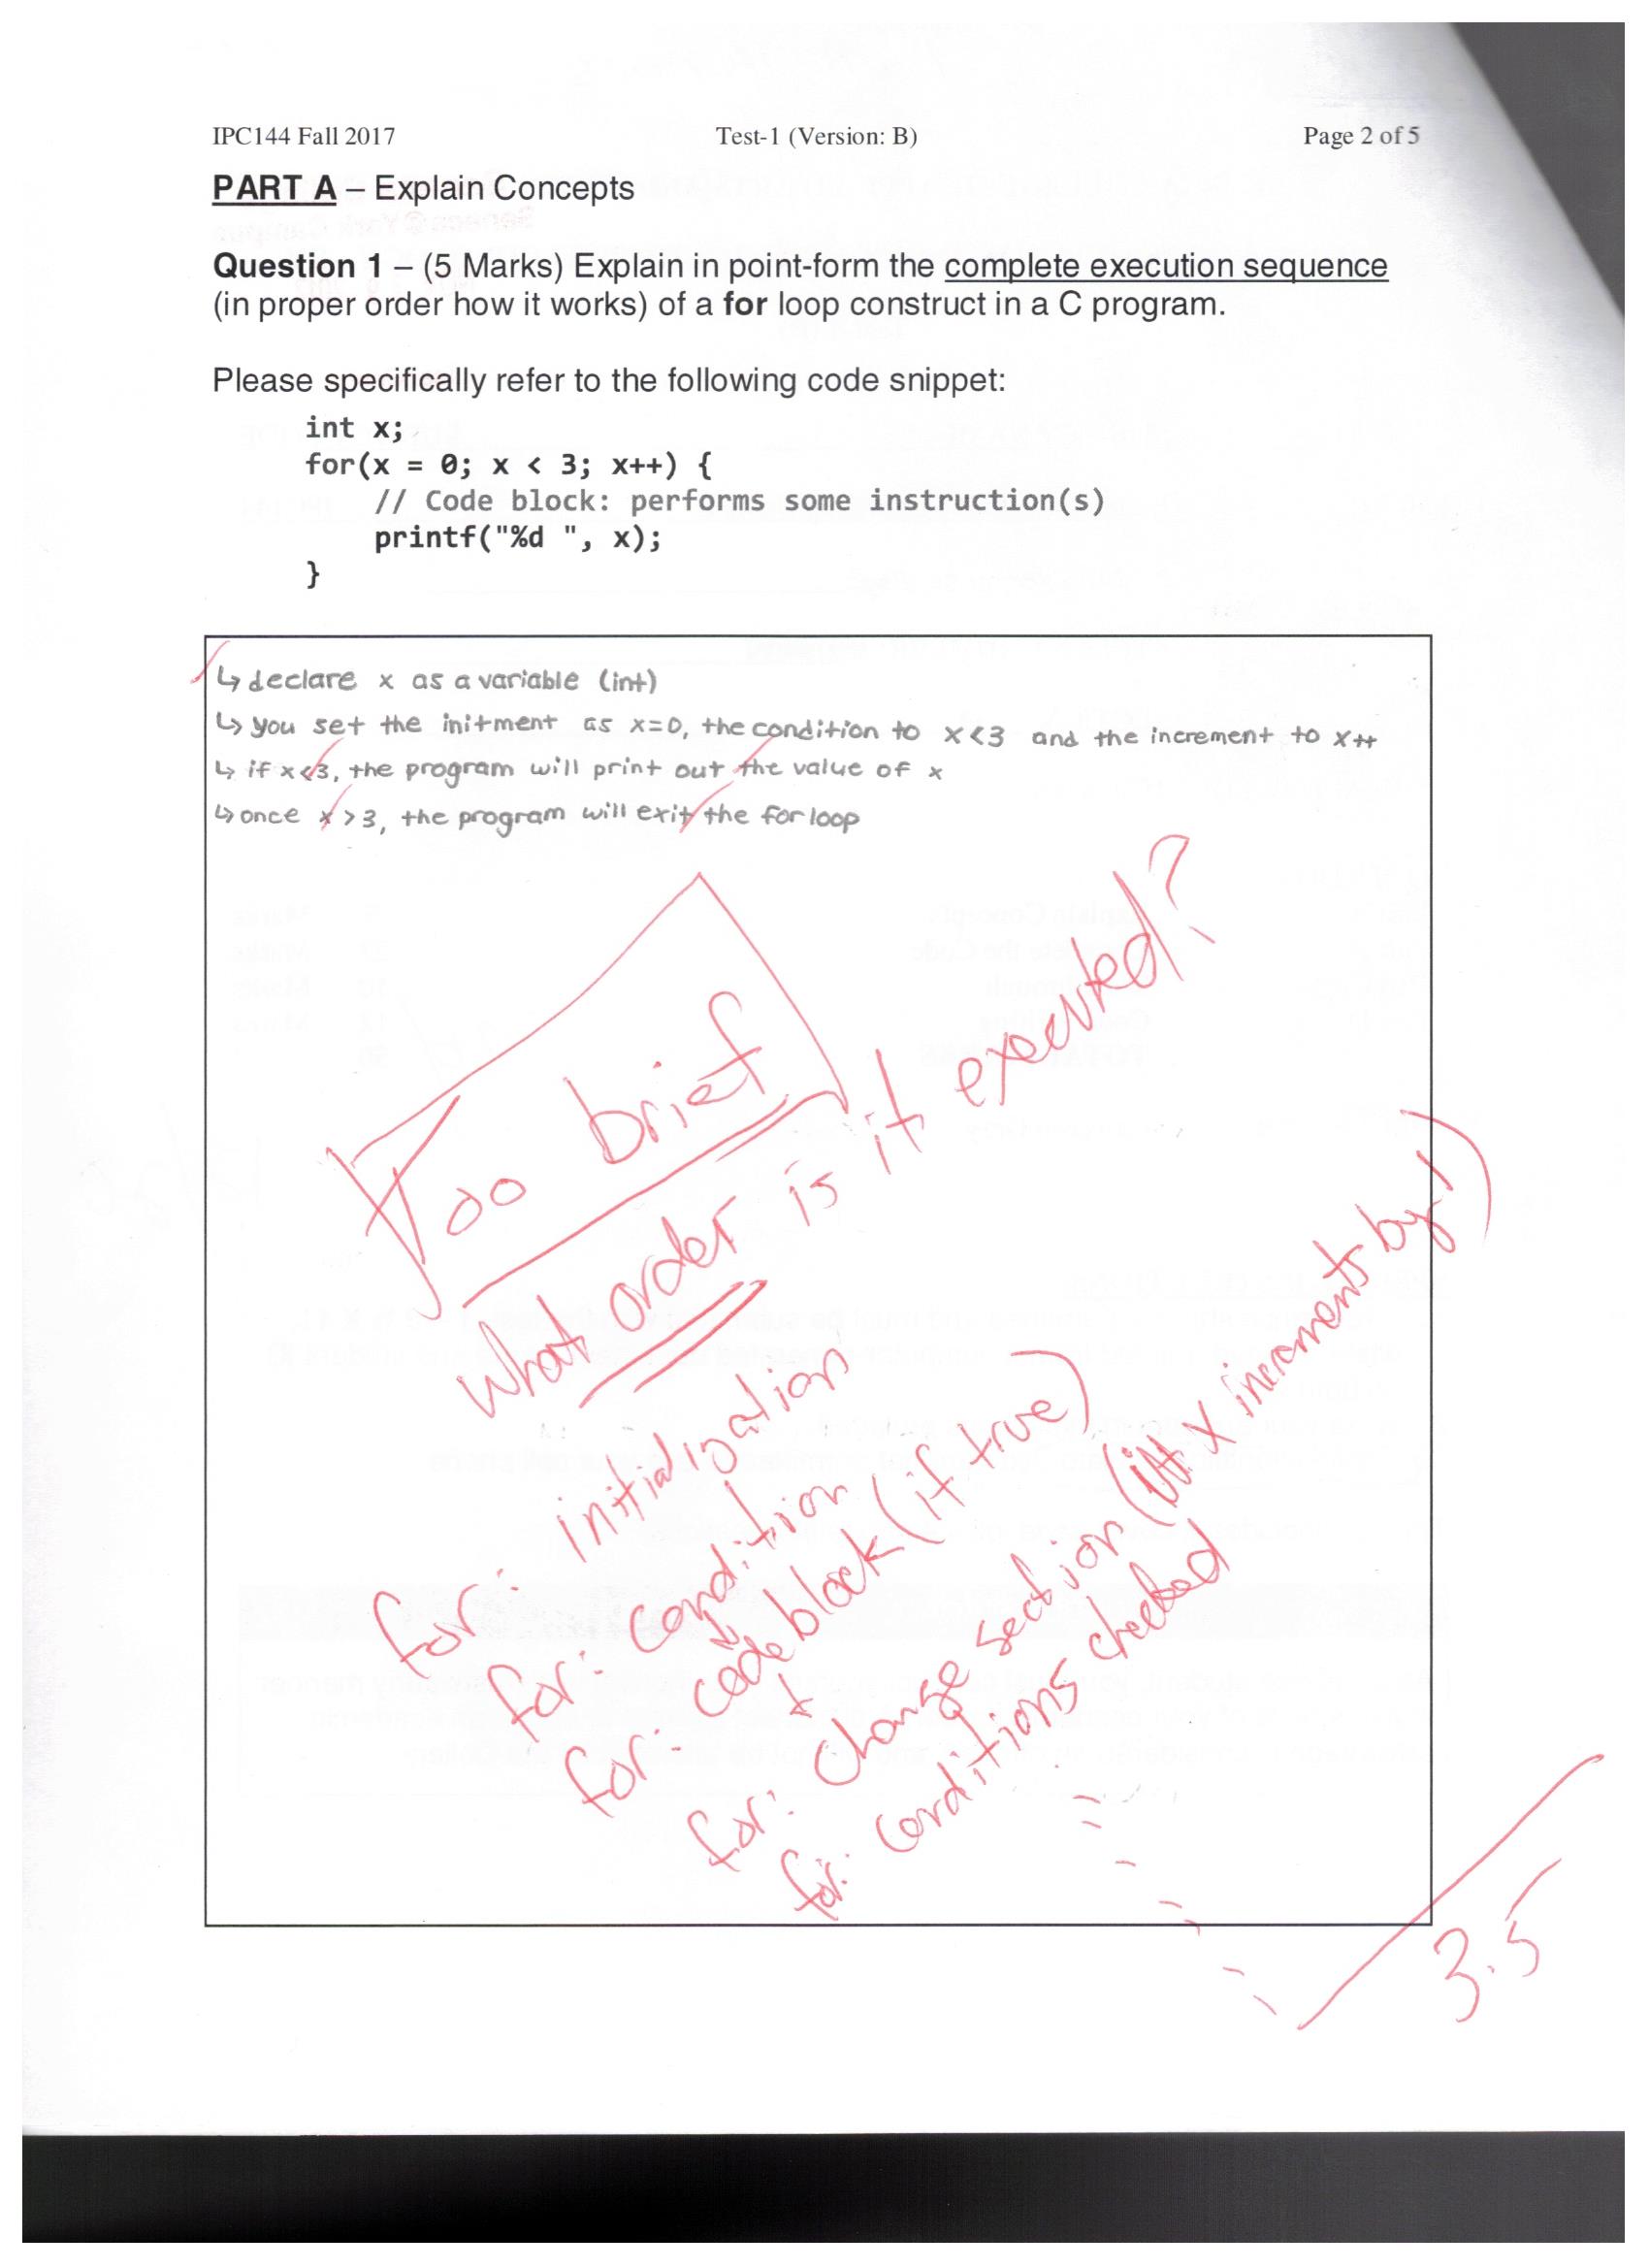 IPC144 Fall 2017 Test-1 (Version: B) Page 2 of 5
PART A – Explain Concepts
Question 1 – (5 Marks) Explain in point-form the complete execution sequence
(in proper order how it works) of a for loop construct in a C program.
Please specifically refer to the following code snippet:
int x;
for(x = 0; x < 3; x++) {
// Code block: performs some instruction(s)
printf("%d ", x);
}
↳ declare x as a variable (int)
↳ you set the initment as x=0, the condition to x<3 and the increment to x++
↳ if x<3, the program will print out the value of x
↳ once x>3, the program will exit the for loop
Too brief
What order is it executed?
for: initialization
for: condition
for: code block (if true)
for: change section (x increments by 1)
for: conditions checked
3.5